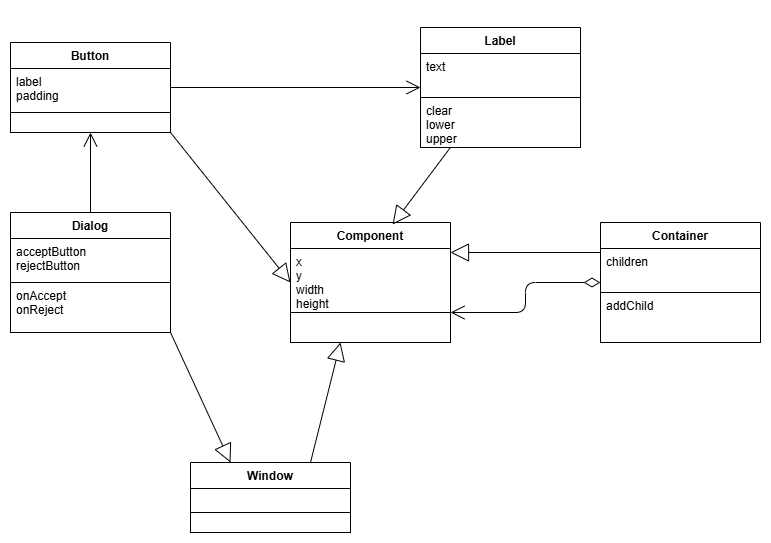 Button
label
padding
Label
text
clear
lower
upper
Dialog
acceptButton
rejectButton
onAccept
onReject
Component
x
y
width
height
Container
children
addChild
Window